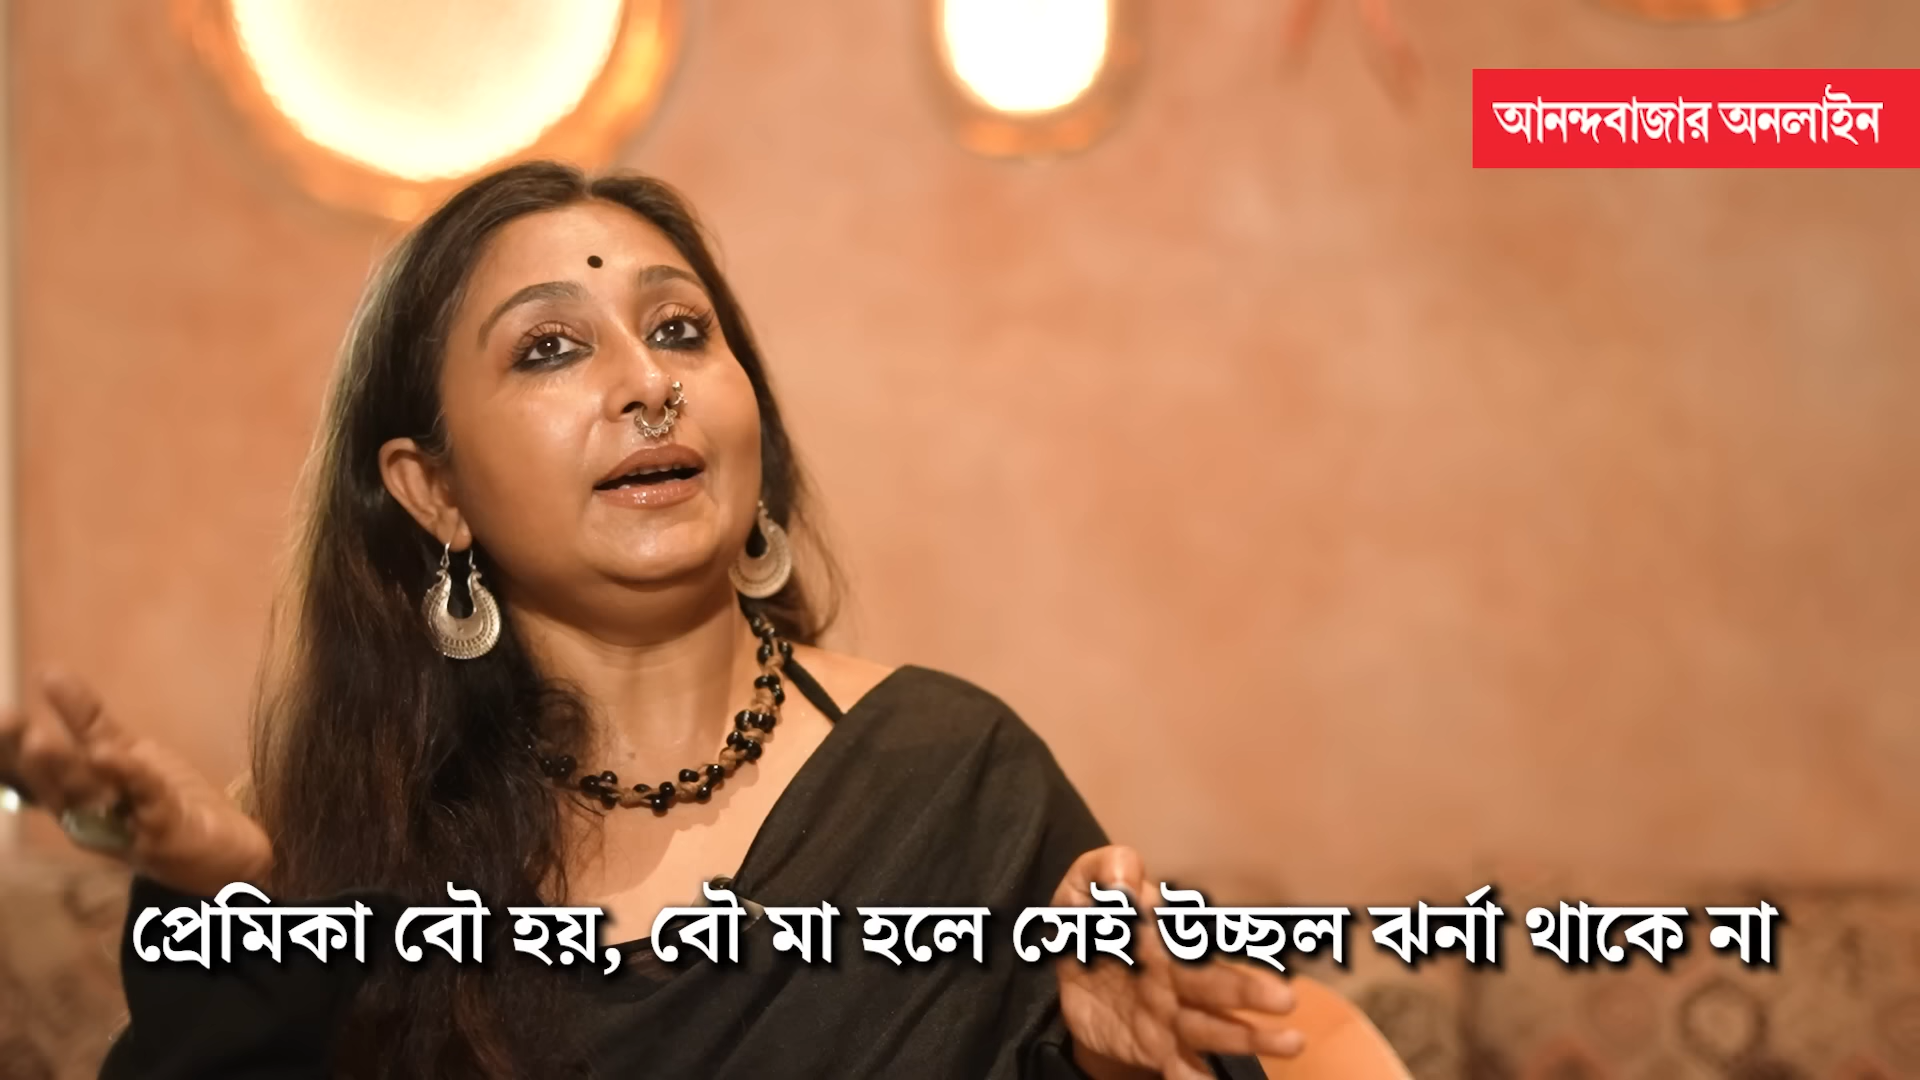 আনন্দবাজার অনলাইন
প্রেমিকা বৌ হয়, বৌ মা হলে সেই উচ্ছল ঝর্না থাকে না